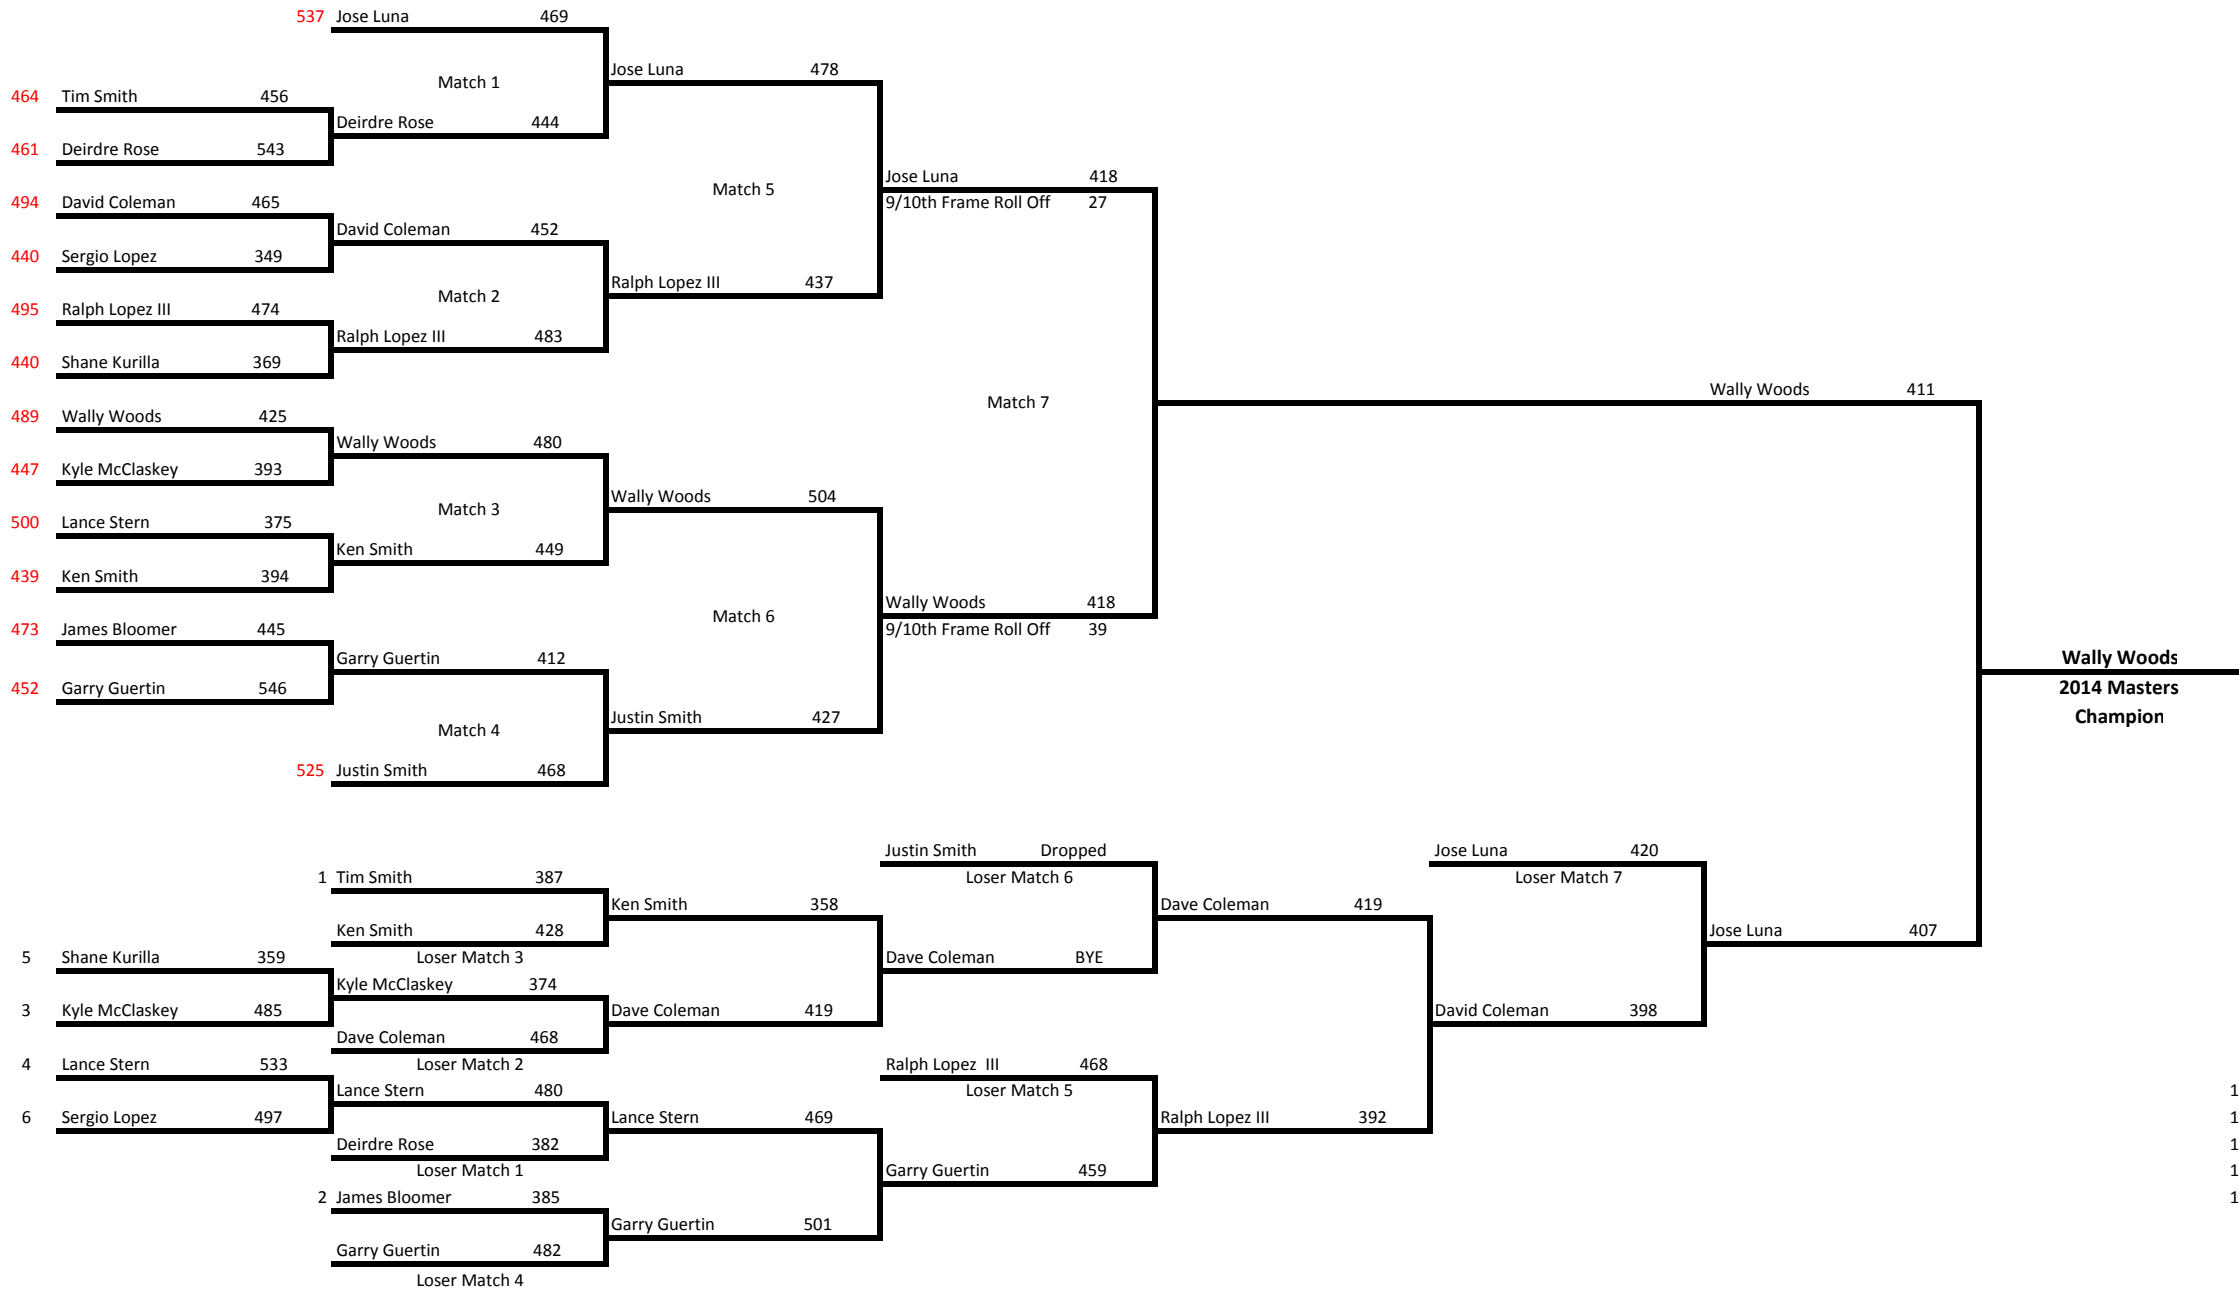 537 Jose Luna 469
Jose Luna 478
Match 1
464 Tim Smith 456
Deirdre Rose 444
461 Deirdre Rose 543
Jose Luna 418
Match 5
494 David Coleman 465
9/10th Frame Roll Off 27
David Coleman 452
440 Sergio Lopez 349
Ralph Lopez III 437
Match 2
495 Ralph Lopez III 474
Ralph Lopez III 483
440 Shane Kurilla 369
Wally Woods 411
Match 7
489 Wally Woods 425
Wally Woods 480
447 Kyle McClaskey 393
Wally Woods 504
Match 3
500 Lance Stern 375
Ken Smith 449
439 Ken Smith 394
Wally Woods 418
Match 6
473 James Bloomer 445
9/10th Frame Roll Off 39
Garry Guertin 412
Wally Woods
452 Garry Guertin 546
2014 Masters
Champion
Justin Smith 427
Match 4
525 Justin Smith 468
Justin Smith Dropped
Jose Luna 420
1 Tim Smith 387
Loser Match 6
Loser Match 7
Ken Smith 358
Dave Coleman 419
Ken Smith 428
Jose Luna 407
5 Shane Kurilla 359
Loser Match 3
Dave Coleman BYE
Kyle McClaskey 374
3 Kyle McClaskey 485
Dave Coleman 419
David Coleman 398
Dave Coleman 468
4 Lance Stern 533
Loser Match 2
Ralph Lopez III 468
Lance Stern 480
Loser Match 5
1
6 Sergio Lopez 497
Lance Stern 469
Ralph Lopez III 392
1
Deirdre Rose 382
1
Loser Match 1
Garry Guertin 459
1
2 James Bloomer 385
1
Garry Guertin 501
Garry Guertin 482
Loser Match 4